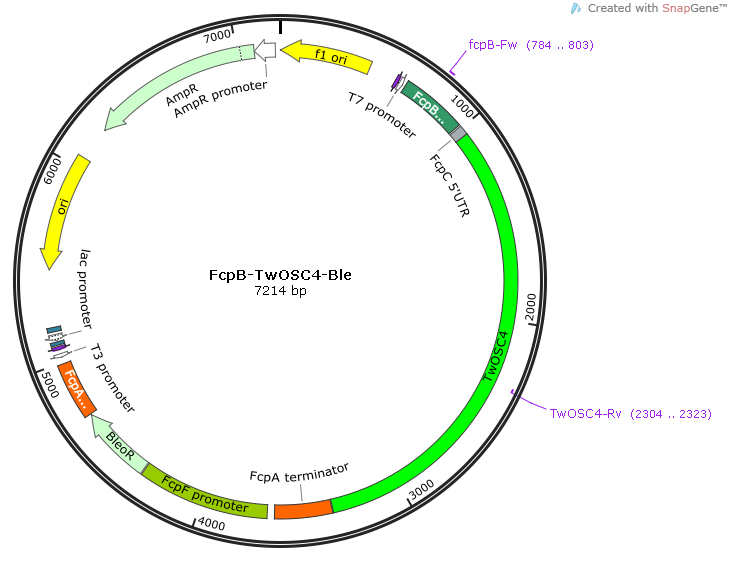 Created with SnapGene™
7000
f1 ori
fcpB-Fw (784 .. 803)
AmpR
AmpR promoter
T7 promoter
FcpB...
1000
FcpC 5'UTR
6000
ori
lac promoter
FcpB-TwOSC4-Ble
7214 bp
2000
TwOSC4
T3 promoter
5000
FcpA...
TwOSC4-Rv (2304 .. 2323)
BleoR
FcpF promoter
FcpA terminator
3000
4000